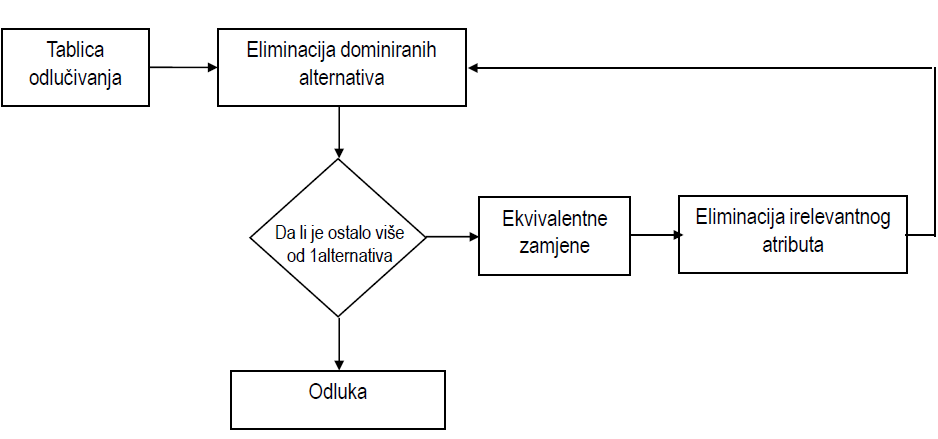 Tablica
odlučivanja
Eliminacija dominiranih
alternativa
Da li je ostalo više
od 1alternativa
Ekvivalentne
zamjene
Eliminacija irelevantnog
atributa
Odluka